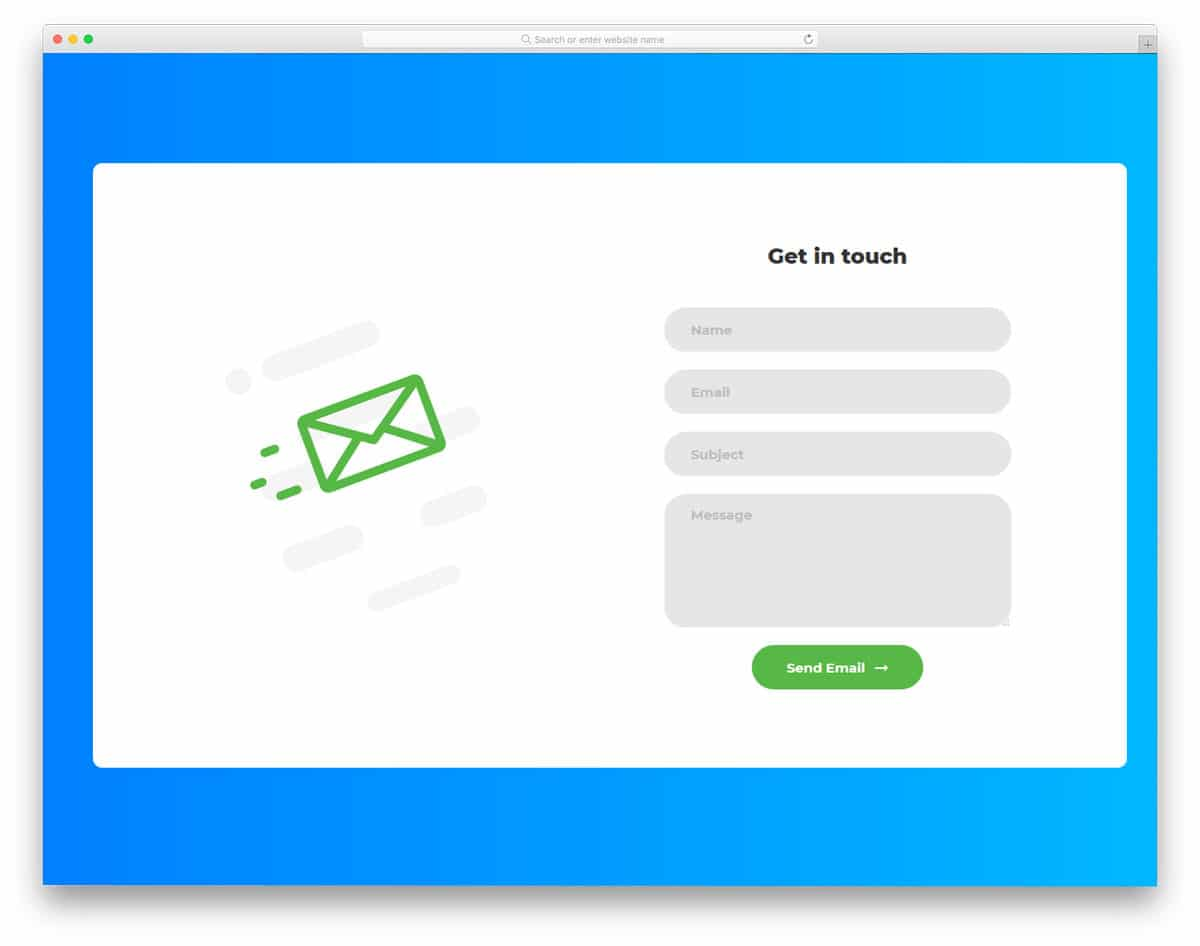 Search or enter website name
Get in touch
Name
Email
Subject
Message
Send Email →